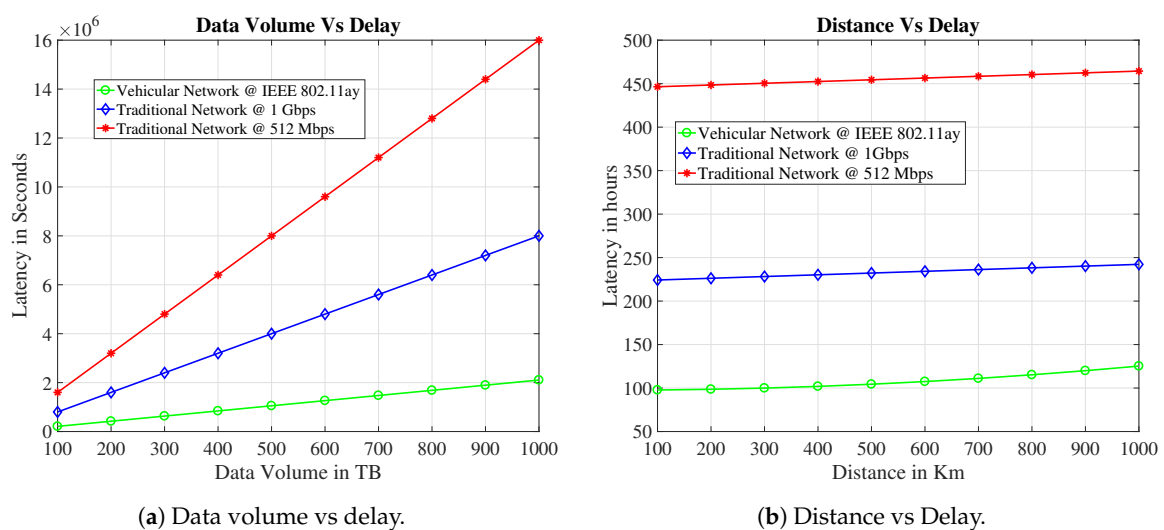 Data Volume Vs Delay
×10⁶
16
14
12
10
8
6
4
2
0
Latency in Seconds
Vehicular Network @ IEEE 802.11ay
Traditional Network @ 1 Gbps
Traditional Network @ 512 Mbps
100 200 300 400 500 600 700 800 900 1000
Data Volume in TB
(a) Data volume vs delay.
Distance Vs Delay
500
450
400
350
300
250
200
150
100
50
Latency in hours
Vehicular Network @ IEEE 802.11ay
Traditional Network @ 1Gbps
Traditional Network @ 512 Mbps
100 200 300 400 500 600 700 800 900 1000
Distance in Km
(b) Distance vs Delay.